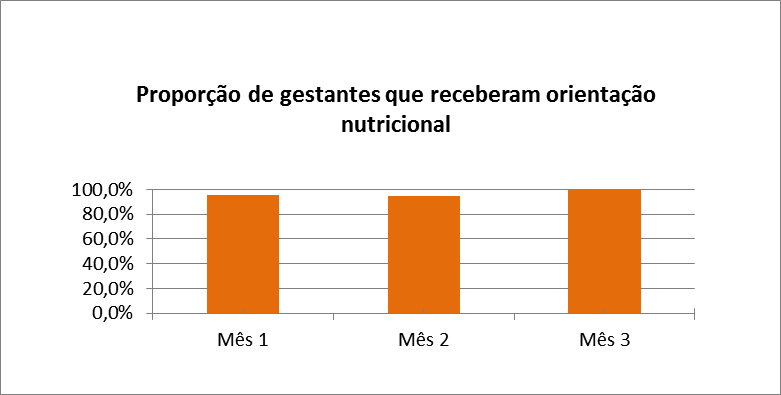 Proporção de gestantes que receberam orientação
nutricional
100,0%
80,0%
60,0%
40,0%
20,0%
0,0%
Mês 1
Mês 2
Mês 3